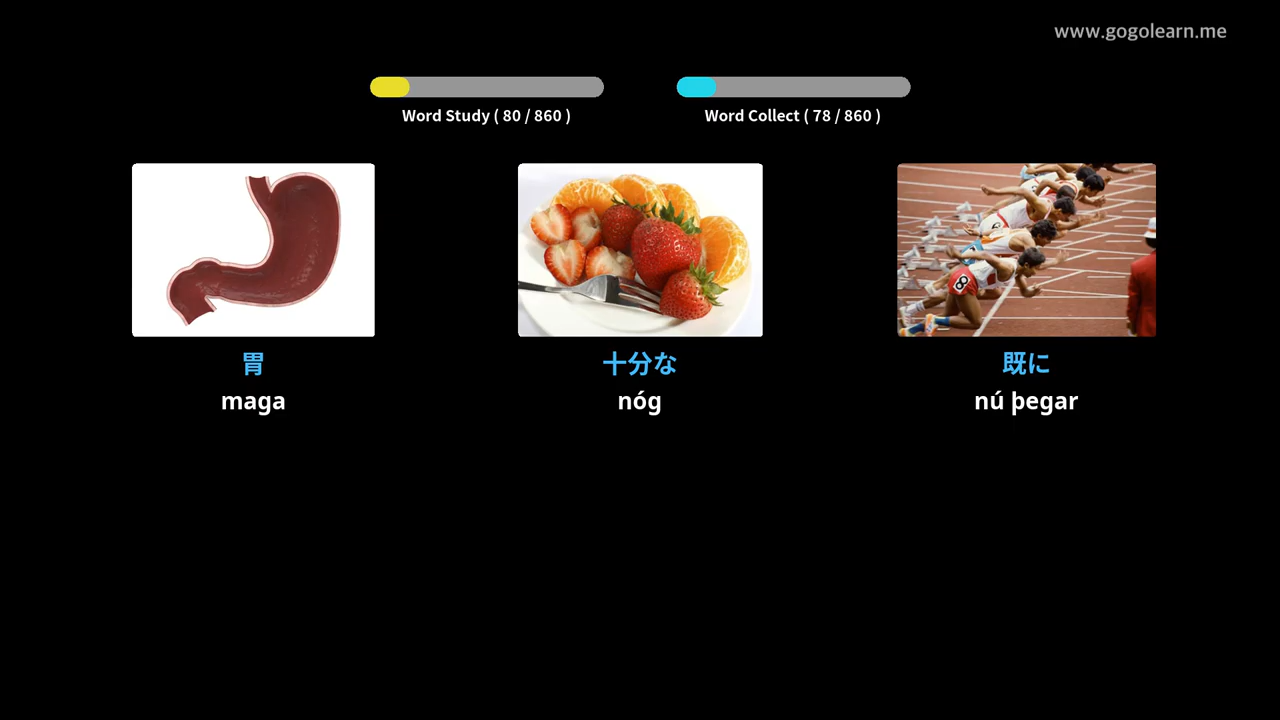 www.gogolearn.me
Word Study ( 80 / 860 )
Word Collect ( 78 / 860 )
胃
十分な
既に
maga
nóg
nú þegar